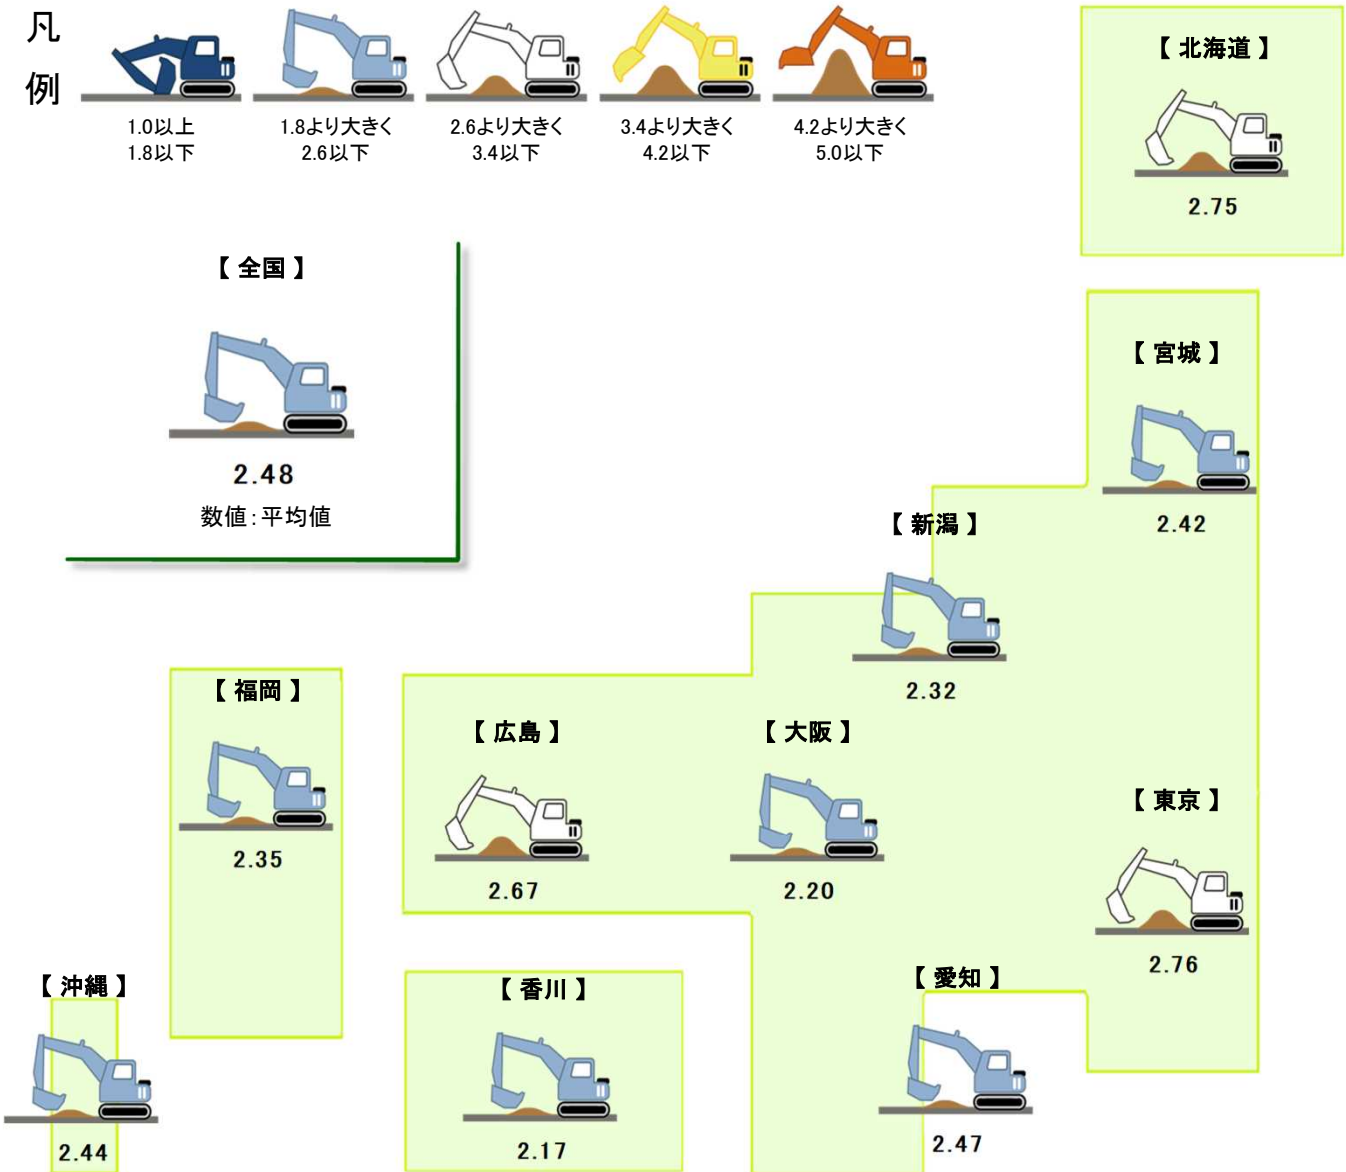 凡
例
1.0以上
1.8以下
1.8より大きく
2.6以下
2.6より大きく
3.4以下
3.4より大きく
4.2以下
4.2より大きく
5.0以下
【 北海道 】
2.75
【 全国 】
2.48
数値：平均値
【 宮城 】
2.42
【 新潟 】
2.32
【 福岡 】
2.35
【 広島 】
2.67
【 大阪 】
2.20
【 東京 】
2.76
【 沖縄 】
2.44
【 香川 】
2.17
【 愛知 】
2.47